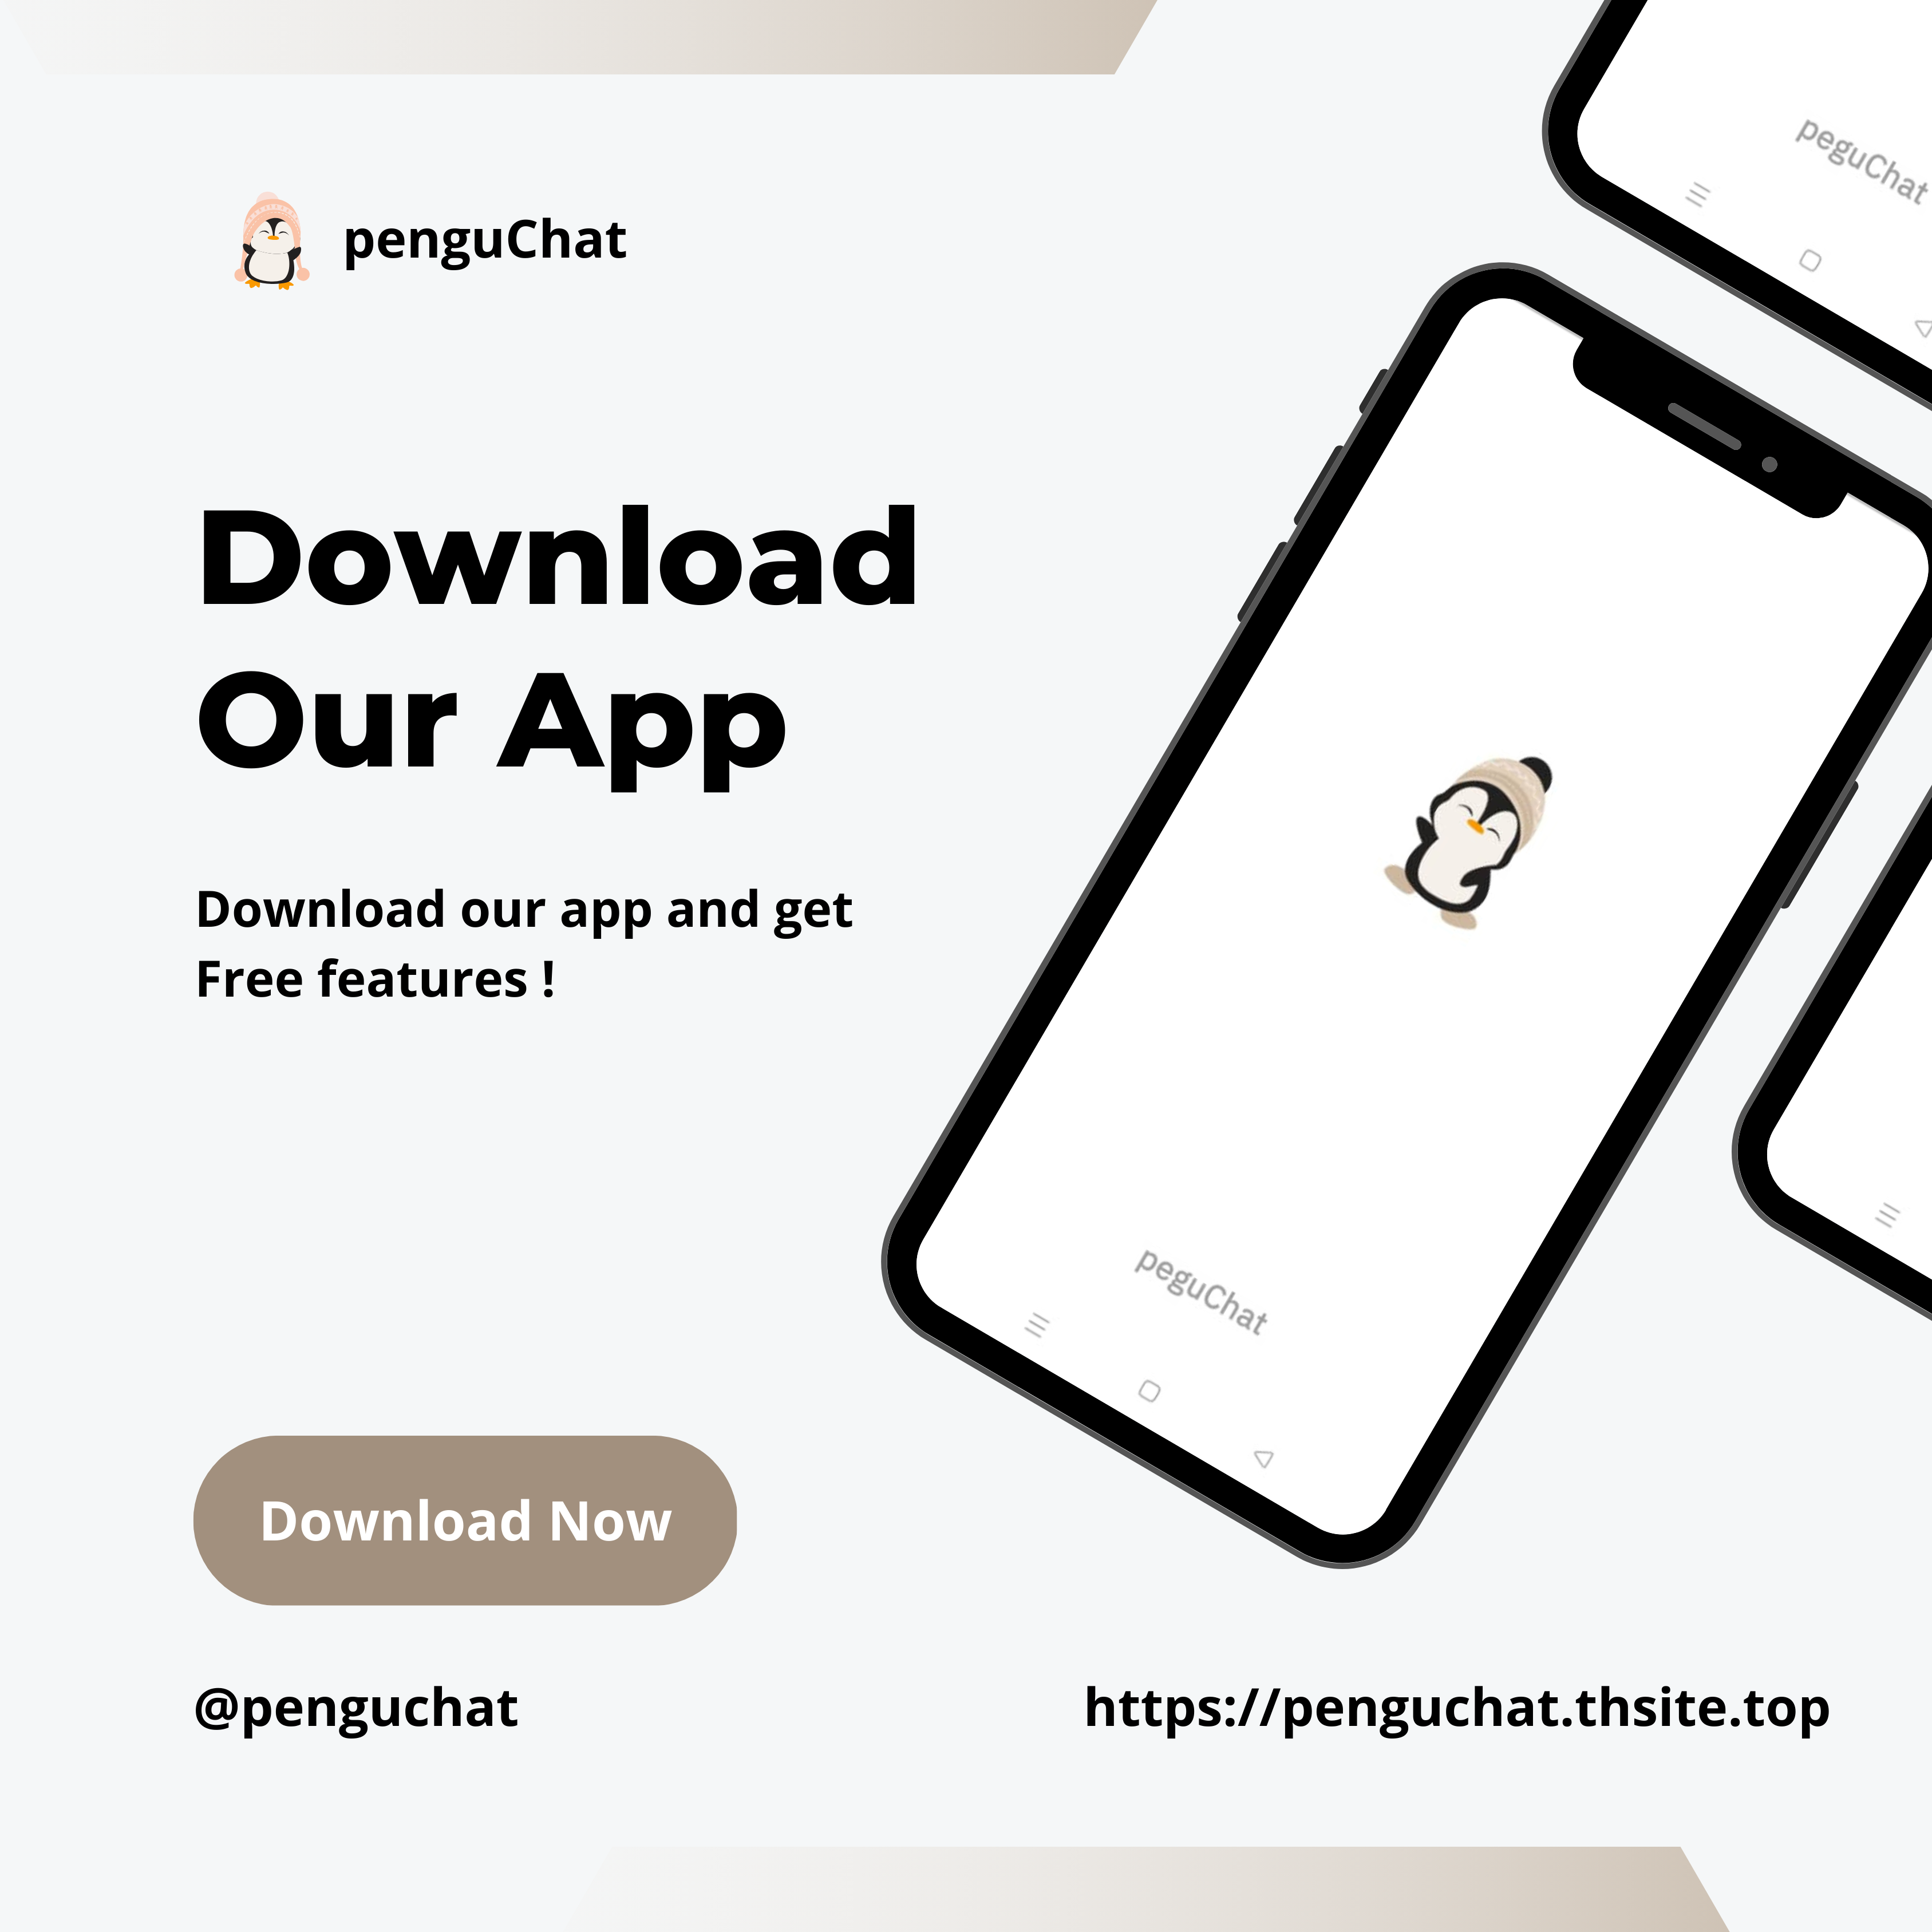 penguChat
Download
Our App
Download our app and get
Free features !
Download Now
@penguchat
https://penguchat.thsite.top
peguChat
peguChat